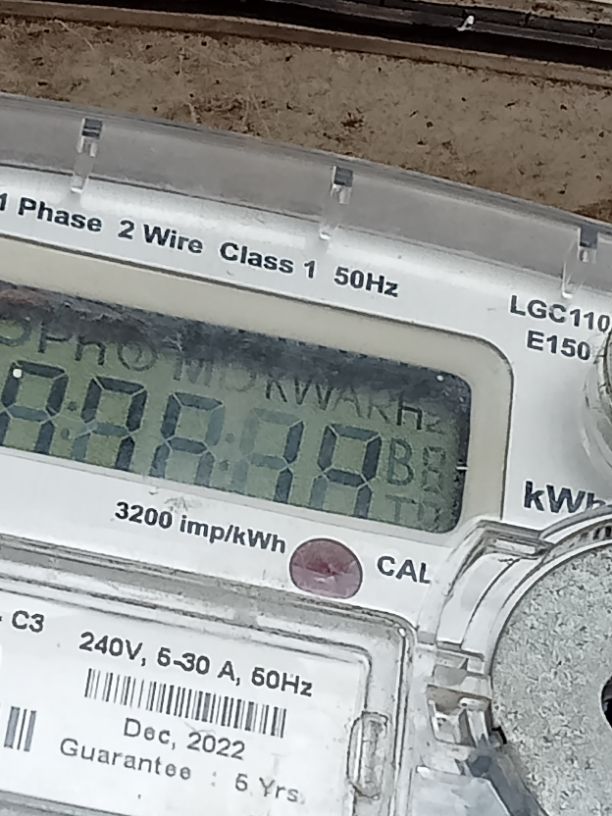 1 Phase 2 Wire Class 1 50Hz
LGC110
E150
kWh
3200 imp/kWh
CAL
C3
240V, 5-30 A, 50Hz
Dec, 2022
Guarantee : 5 Yrs.